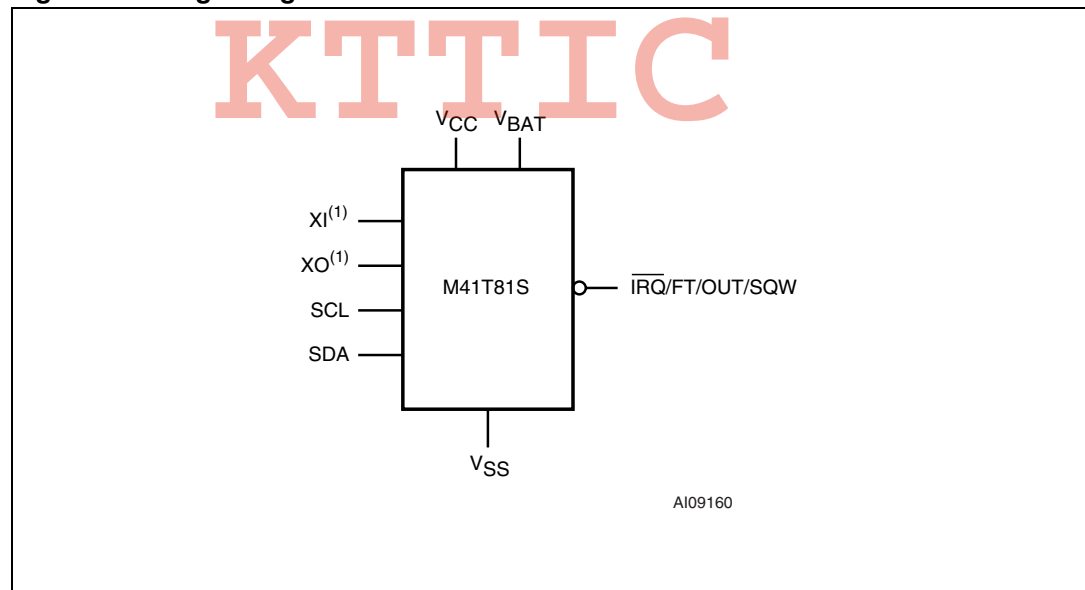 KTTIC
VCC VBAT
XI(1)
XO(1)
SCL
SDA
M41T81S
IRQ/FT/OUT/SQW
VSS
AI09160